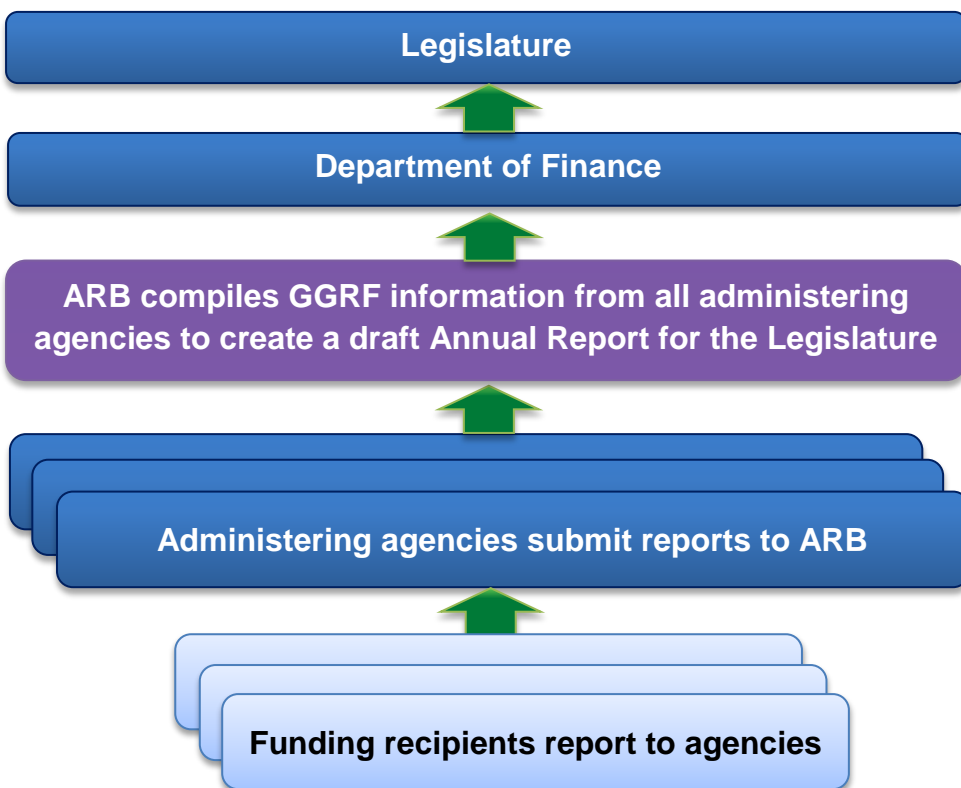 Legislature
Department of Finance
ARB compiles GGRF information from all administering
agencies to create a draft Annual Report for the Legislature
Administering agencies submit reports to ARB
Funding recipients report to agencies